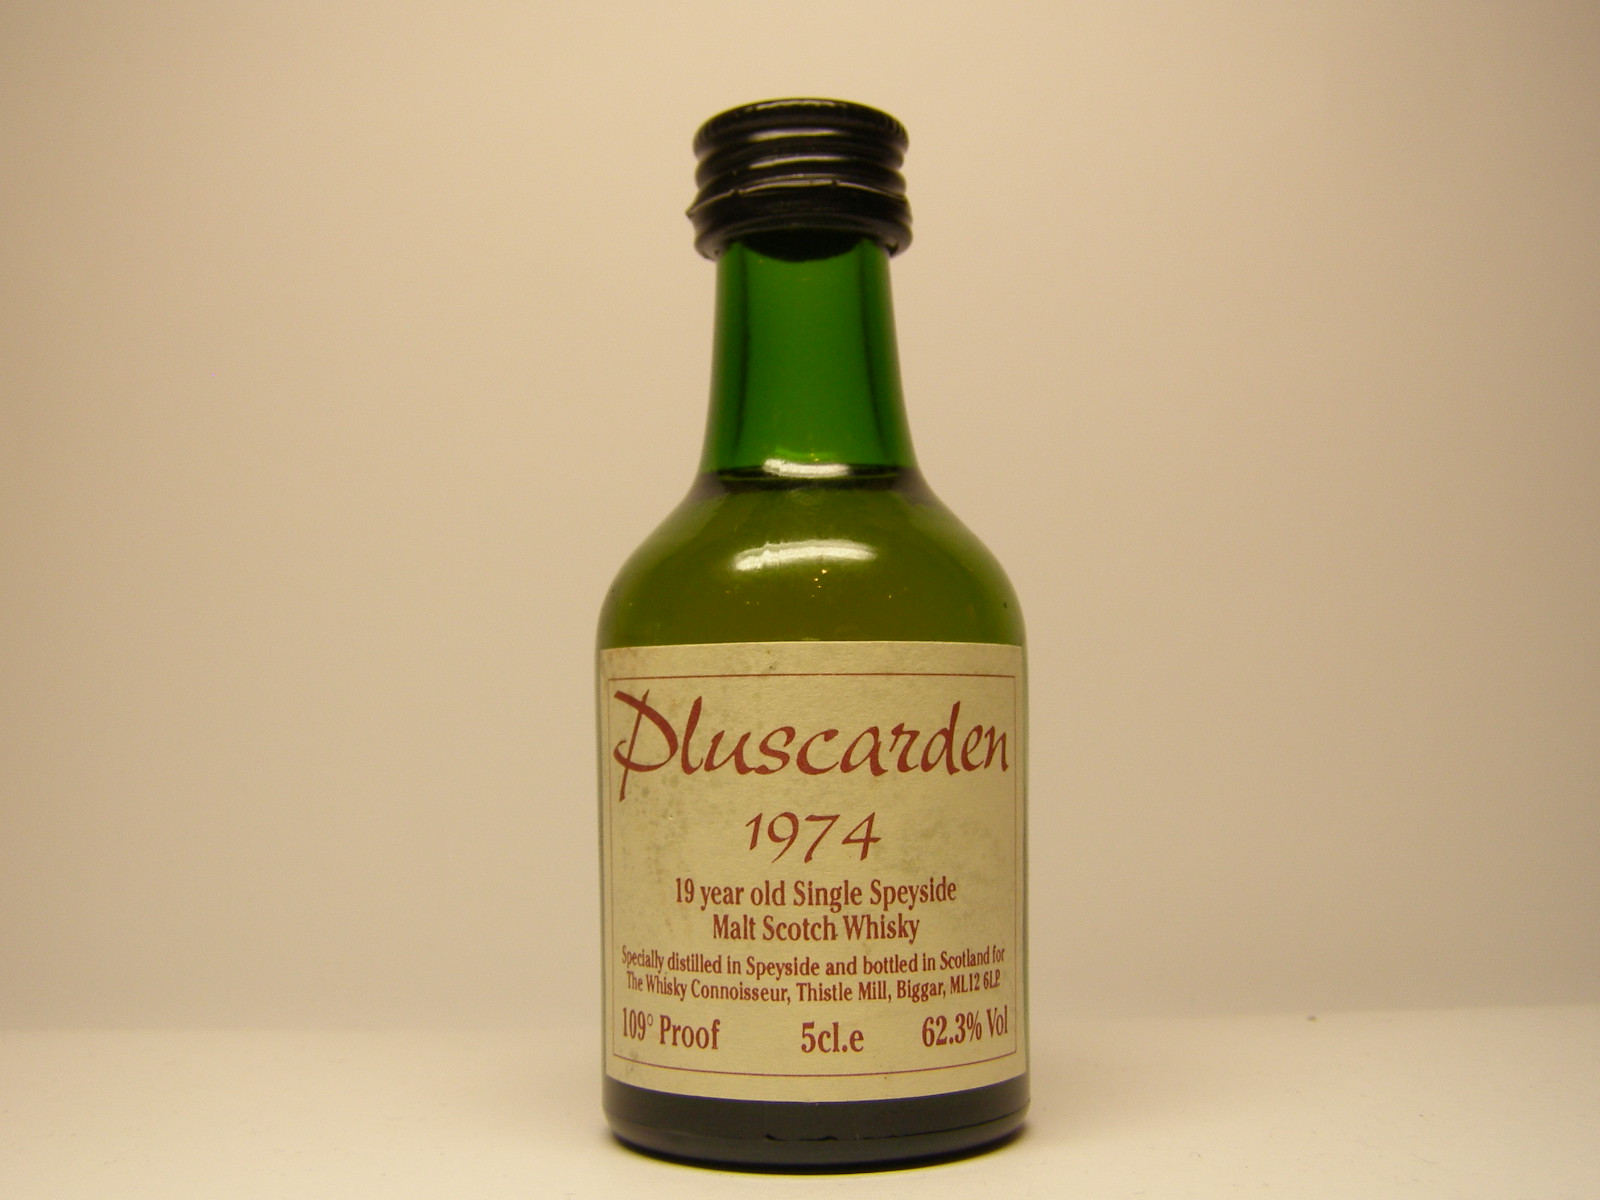 Pluscarden
1974
19 year old Single Speyside
Malt Scotch Whisky
Specially distilled in Speyside and bottled in Scotland for
The Whisky Connoisseur, Thistle Mill, Biggar, ML12 6LP.
109° Proof 5cl.e 62.3% Vol